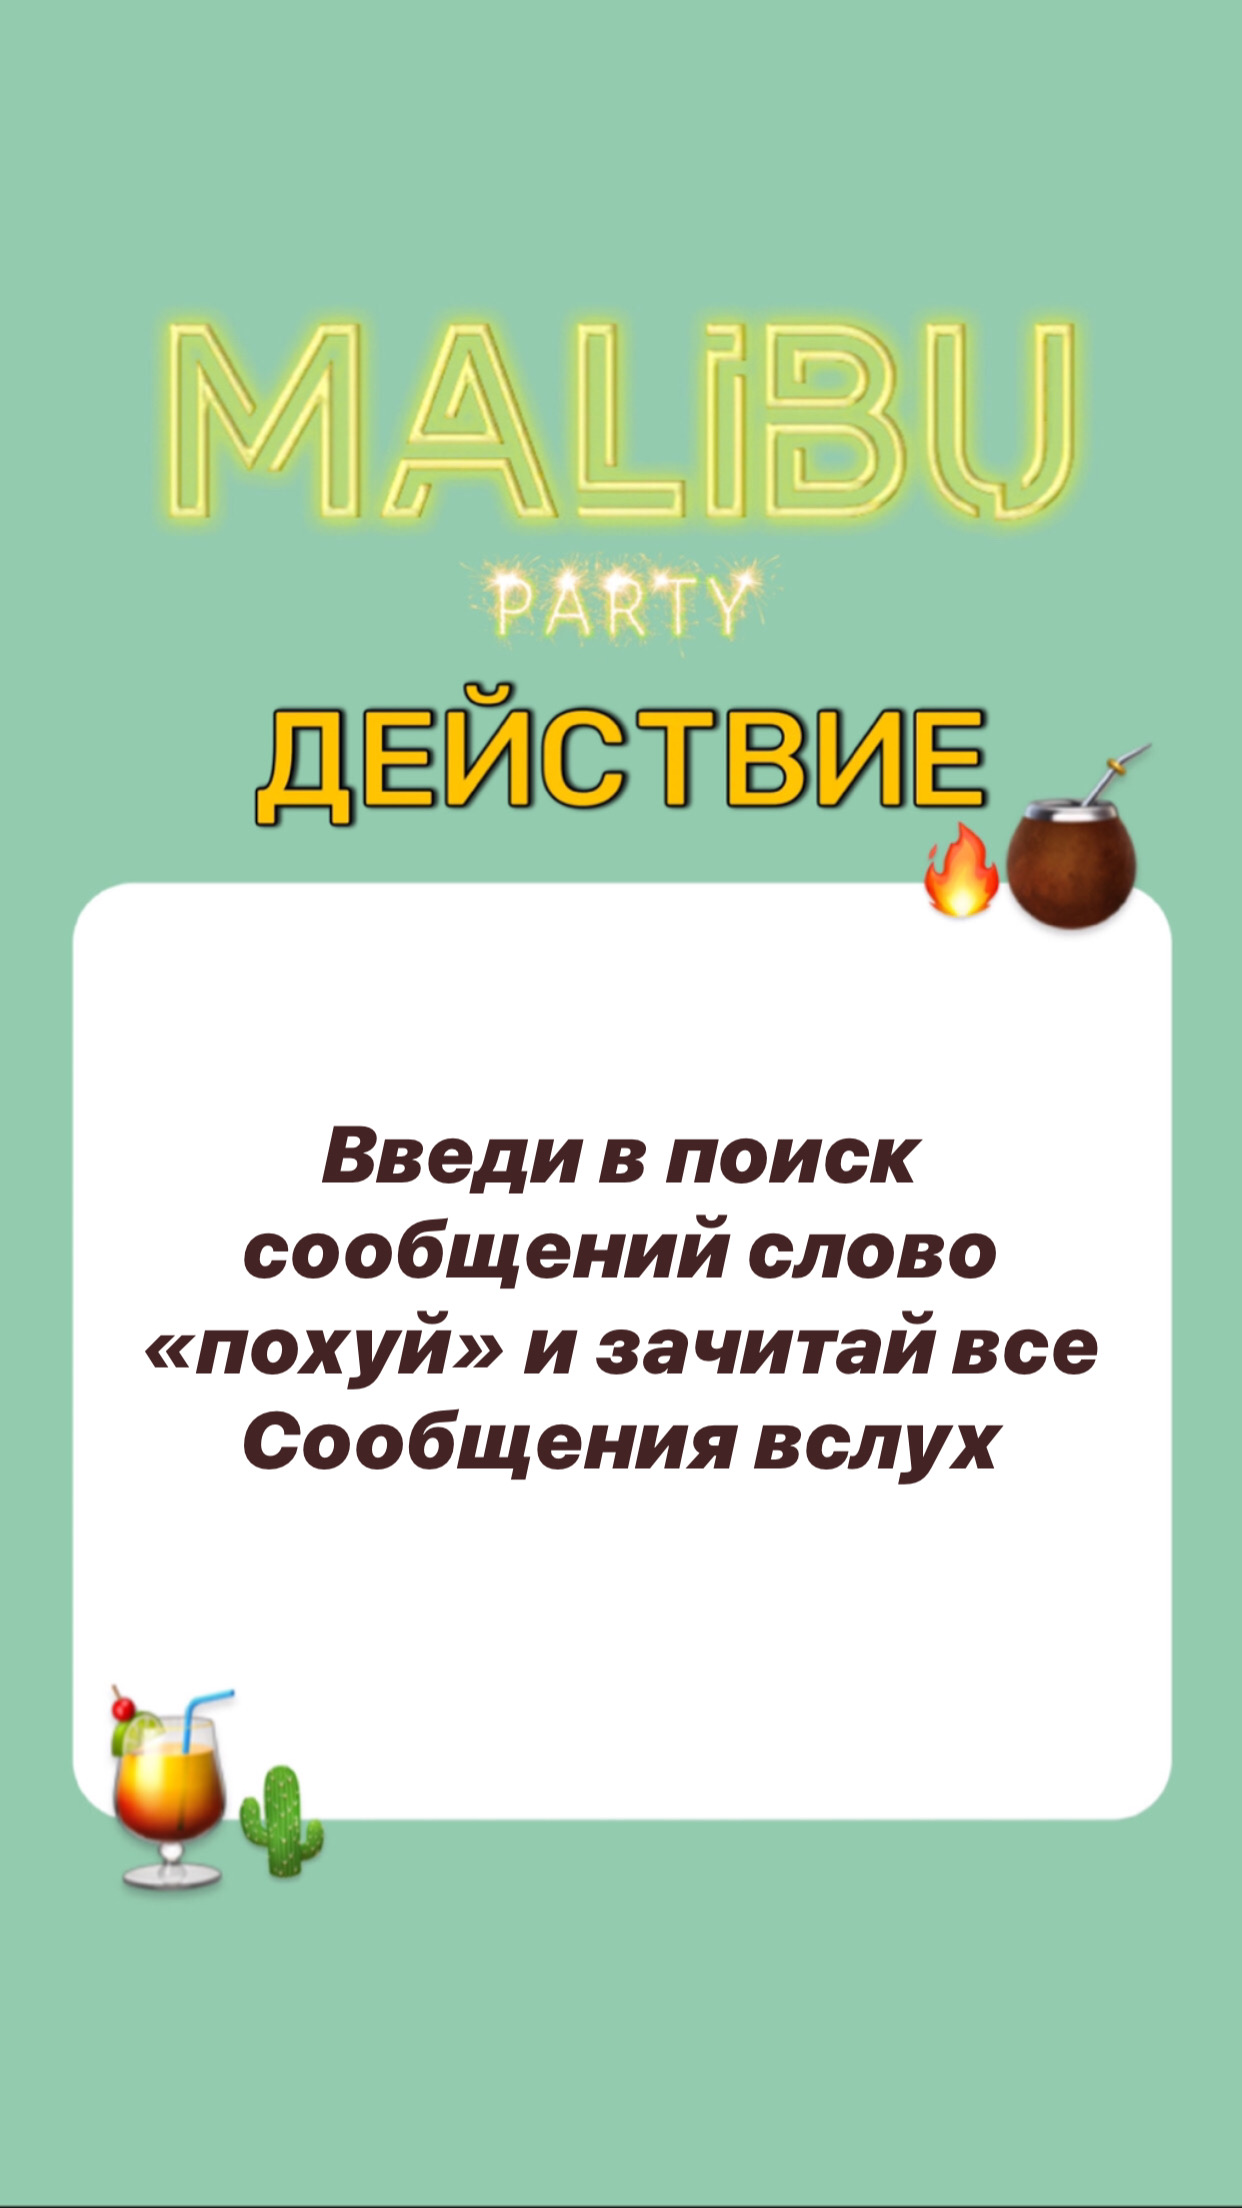 MALiBU
PARTY
ДЕЙСТВИЕ
Введи в поиск
сообщений слово
«похуй» и зачитай все
Сообщения вслух